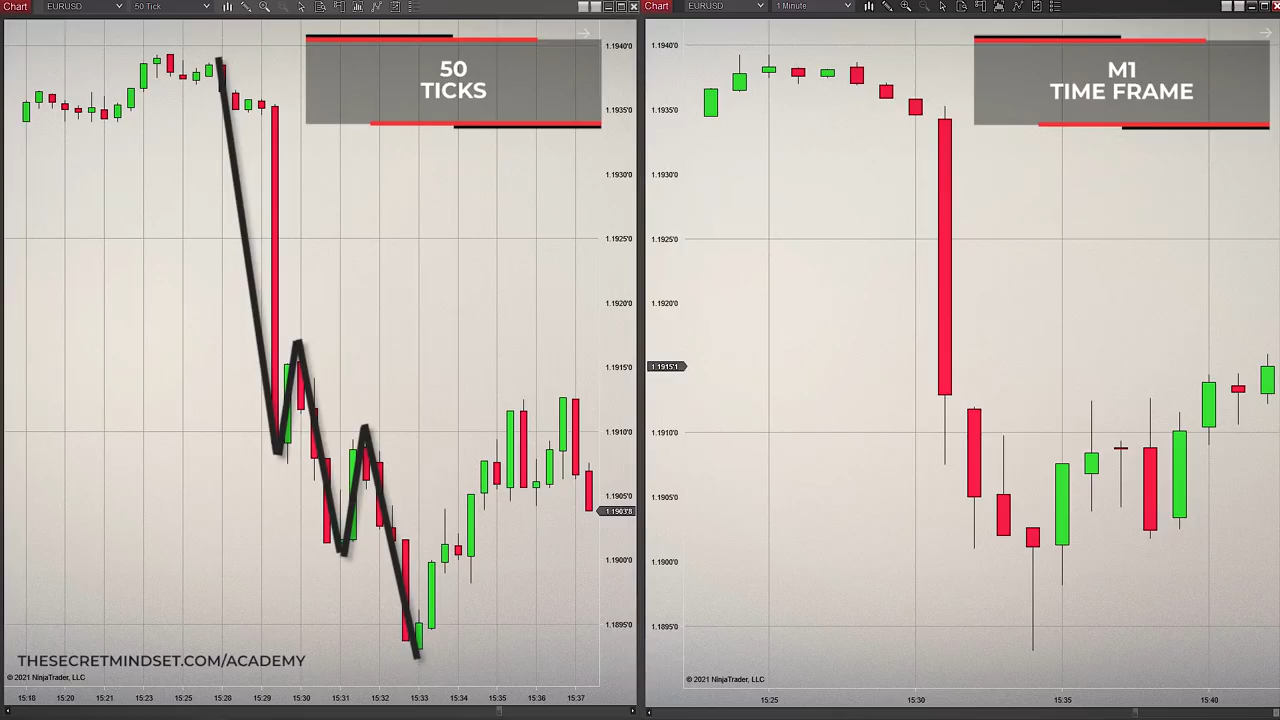 Chart EURUSD 50 Tick
Chart EURUSD 1 Minute
50
TICKS
M1
TIME FRAME
1.1940'0
1.1935'0
1.1930'0
1.1925'0
1.1920'0
1.1915'0
1.1910'0
1.1905'0
1.1903'8
1.1900'0
1.1895'0
1.1940'0
1.1935'0
1.1930'0
1.1925'0
1.1920'0
1.1915'1
1.1910'0
1.1905'0
1.1900'0
1.1895'0
THESECRETMINDSET.COM/ACADEMY
© 2021 NinjaTrader, LLC
© 2021 NinjaTrader, LLC
15:18 15:20 15:21 15:23 15:25 15:28 15:29 15:30 15:31 15:32 15:33 15:34 15:35 15:36 15:37
15:25 15:30 15:35 15:40